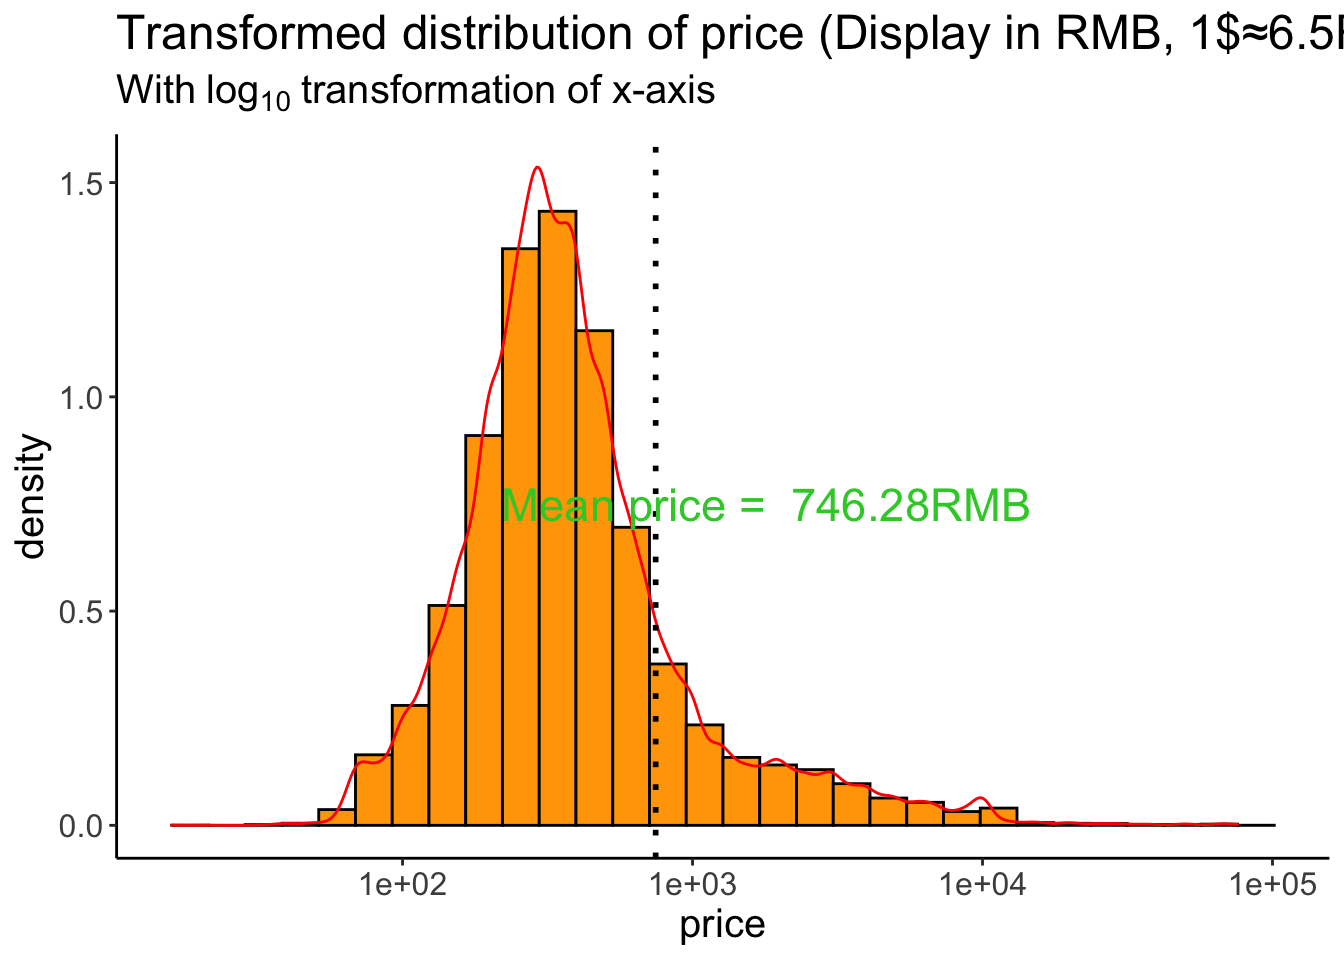 Transformed distribution of price (Display in RMB, 1$≈6.5
With log10 transformation of x-axis
1.5
1.0
0.5
0.0
density
Mean price =  746.28RMB
1e+02 1e+03 1e+04 1e+05
price